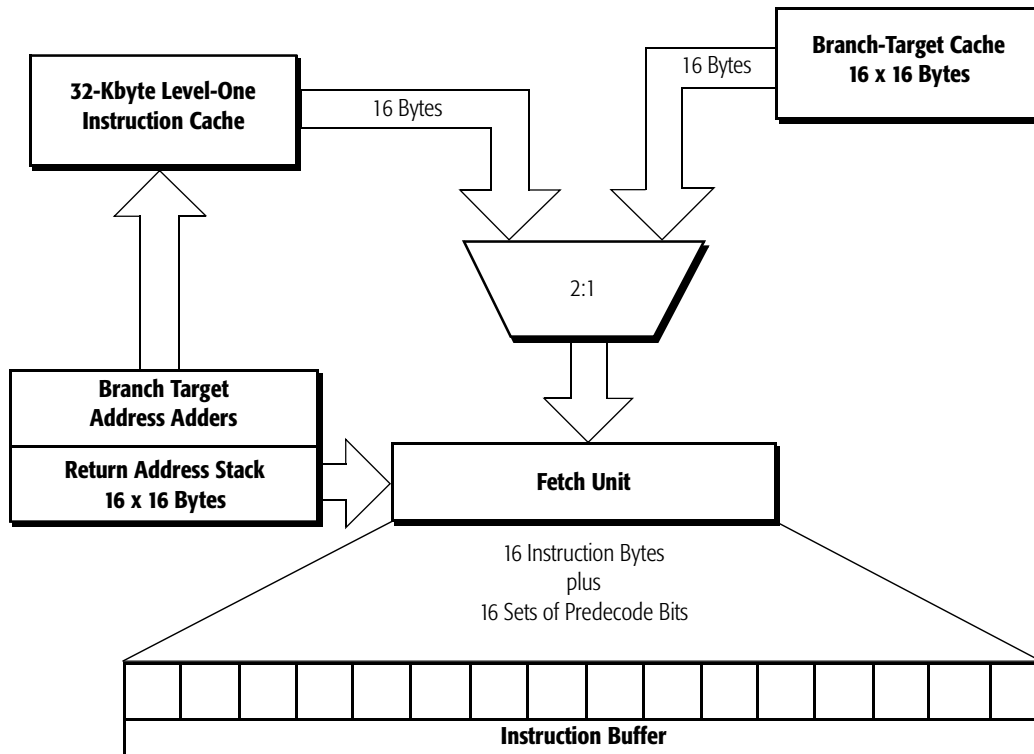 Branch-Target Cache
16 x 16 Bytes
32-Kbyte Level-One
Instruction Cache
16 Bytes
16 Bytes
2:1
Branch Target
Address Adders
Return Address Stack
16 x 16 Bytes
Fetch Unit
16 Instruction Bytes
plus
16 Sets of Predecode Bits
Instruction Buffer